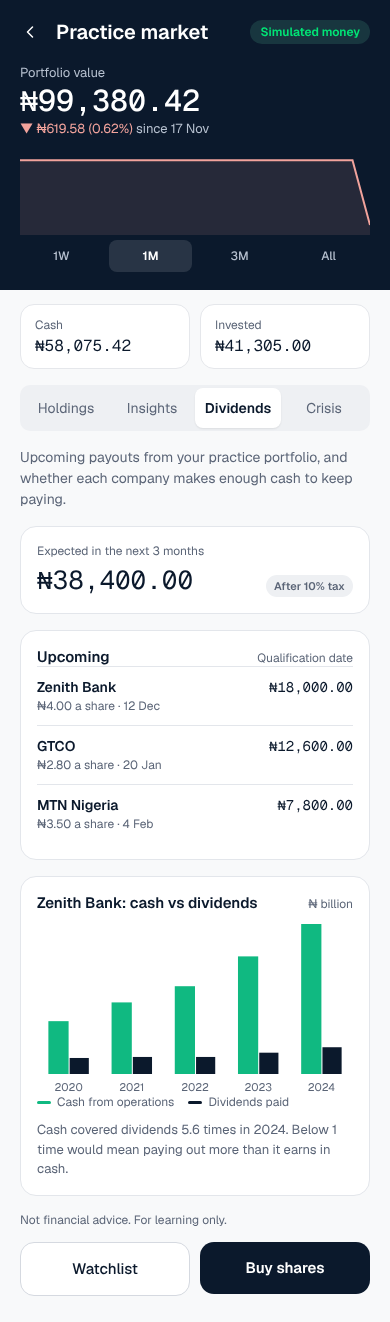 Practice market
Simulated money
Portfolio value
₦99,380.42
▼ ₦619.58 (0.62%) since 17 Nov
1W 1M 3M All
Cash
₦58,075.42
Invested
₦41,305.00
Holdings Insights Dividends Crisis
Upcoming payouts from your practice portfolio, and
whether each company makes enough cash to keep
paying.
Expected in the next 3 months
₦38,400.00
After 10% tax
Upcoming
Qualification date
Zenith Bank
₦18,000.00
₦4.00 a share · 12 Dec
GTCO
₦12,600.00
₦2.80 a share · 20 Jan
MTN Nigeria
₦7,800.00
₦3.50 a share · 4 Feb
Zenith Bank: cash vs dividends
₦ billion
2020 2021 2022 2023 2024
Cash from operations Dividends paid
Cash covered dividends 5.6 times in 2024. Below 1
time would mean paying out more than it earns in
cash.
Not financial advice. For learning only.
Watchlist
Buy shares